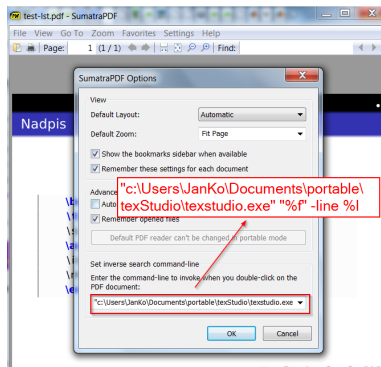 test-lst.pdf - SumatraPDF
File View Go To Zoom Favorites Settings Help
Page: 1 (1 / 1) Find:
SumatraPDF Options
View
Default Layout: Automatic
Default Zoom: Fit Page
Show the bookmarks sidebar when available
Remember these settings for each document
Nadpis
"c:\Users\JanKo\Documents\portable\
texStudio\texstudio.exe" "%f" -line %l
Advance
Auto
Remember opened files
Default PDF reader can't be changed in portable mode
Set inverse search command-line
Enter the command-line to invoke when you double-click on the
PDF document:
"c:\Users\JanKo\Documents\portable\texStudio\texstudio.exe
OK Cancel